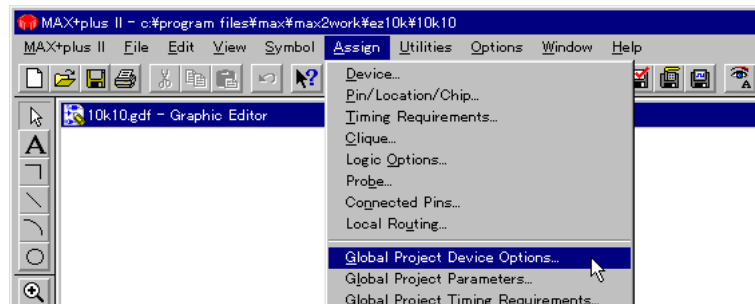 MAX+plus II - c:¥program files¥max¥max2work¥ez10k¥10k10
MAX+plus II File Edit View Symbol Assign Utilities Options Window Help
10k10.gdf - Graphic Editor
Device...
Pin/Location/Chip...
Timing Requirements...
Clique...
Logic Options...
Probe...
Connected Pins...
Local Routing...
Global Project Device Options...
Global Project Parameters...
Global Project Timing Requirements...